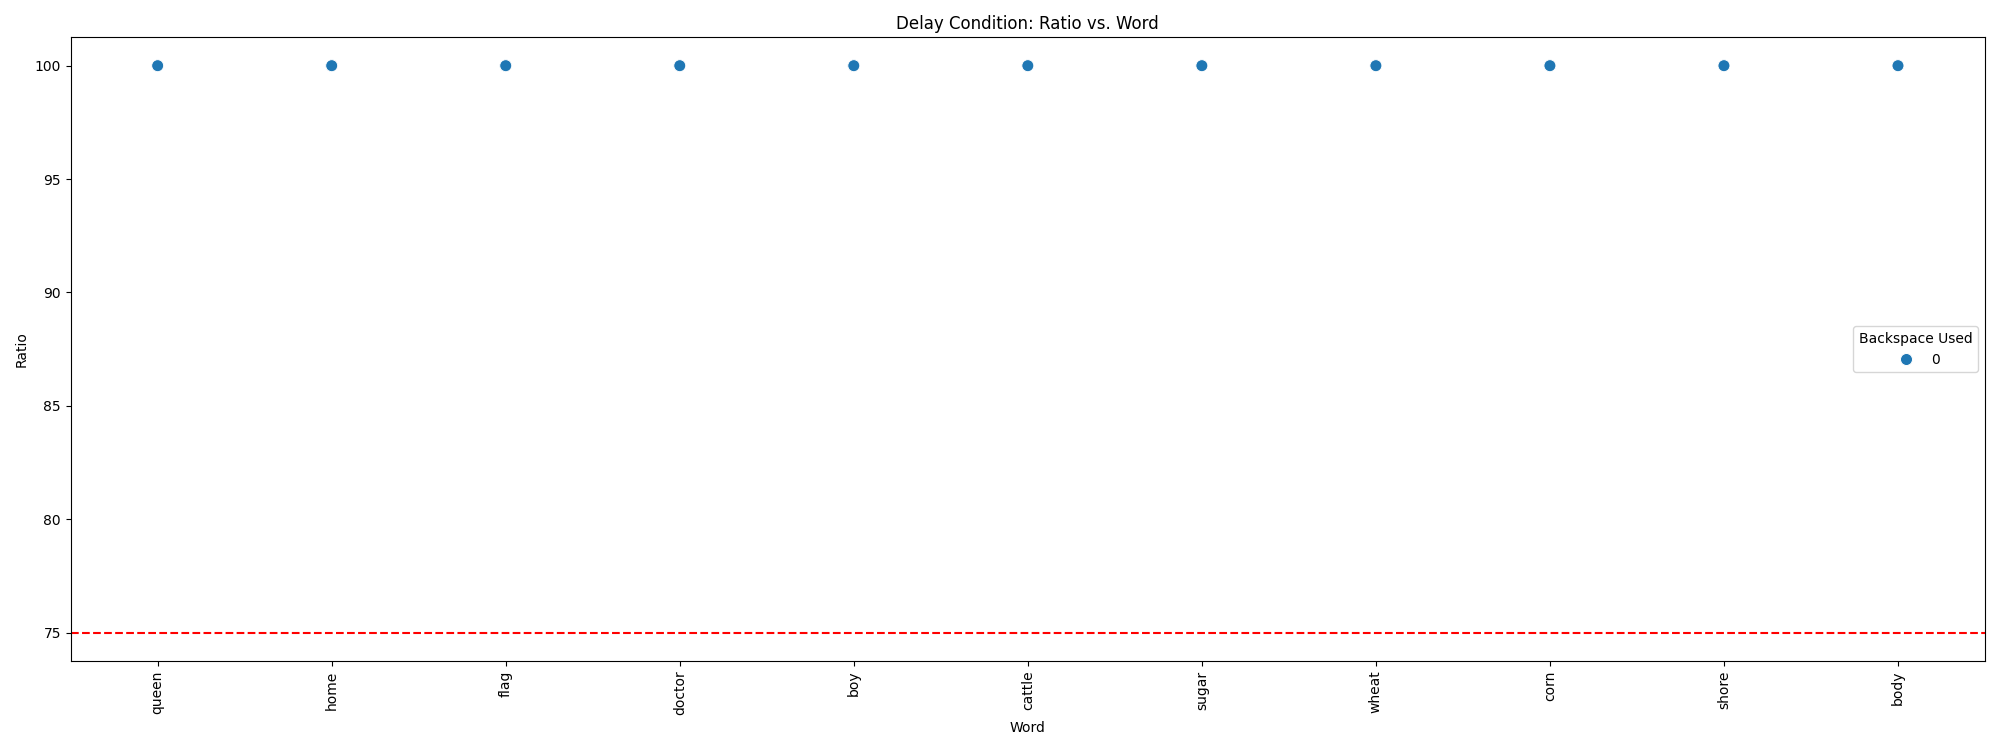 Delay Condition: Ratio vs. Word
100
95
90
85
80
75
Ratio
Backspace Used
0
queen
home
flag
doctor
boy
cattle
sugar
wheat
corn
shore
body
Word